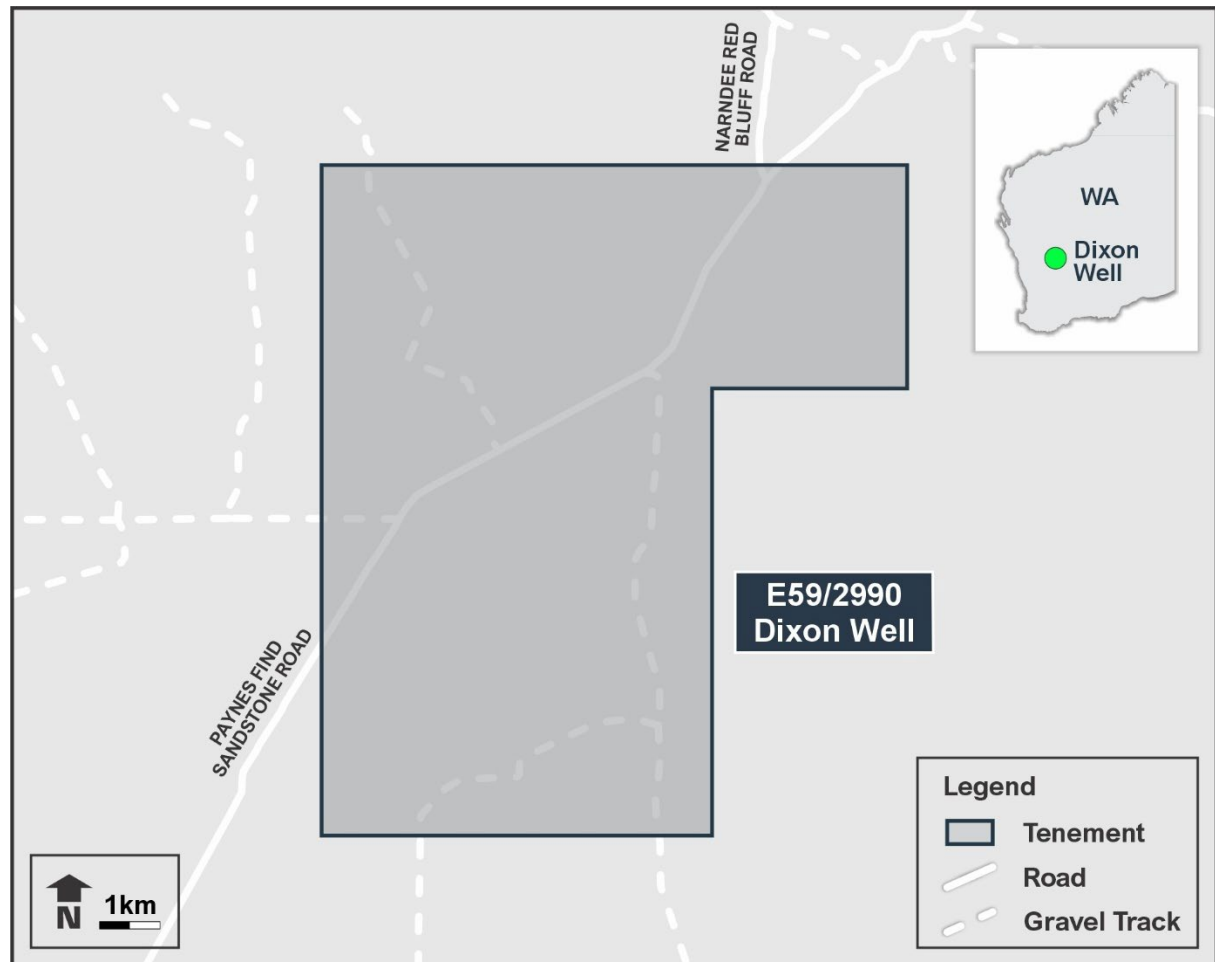 NARNDEE RED
BLUFF ROAD
WA
Dixon
Well
E59/2990
Dixon Well
PAYNES FIND
SANDSTONE ROAD
Legend
Tenement
Road
Gravel Track
N
1km